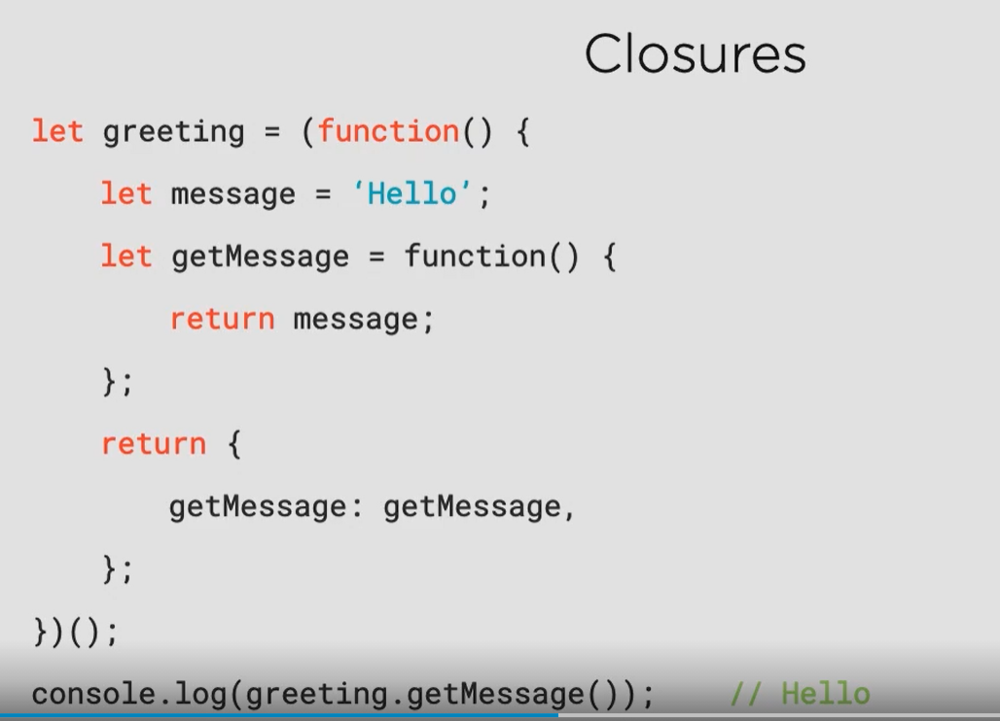 Closures
let greeting = (function() {
let message = ‘Hello’;
let getMessage = function() {
return message;
};
return {
getMessage: getMessage,
};
})();
console.log(greeting.getMessage()); // Hello